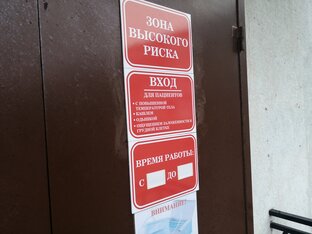 ЗОНА
ВЫСОКОГО
РИСКА
ВХОД
ДЛЯ ПАЦИЕНТОВ
• С ПОВЫШЕННОЙ
ТЕМПЕРАТУРОЙ ТЕЛА
• КАШЛЕМ
• ОДЫШКОЙ
• ОЩУЩЕНИЕМ ЗАЛОЖЕННОСТИ В
ГРУДНОЙ КЛЕТКЕ
ВРЕМЯ РАБОТЫ:
С ДО
ВНИМАНИЕ!